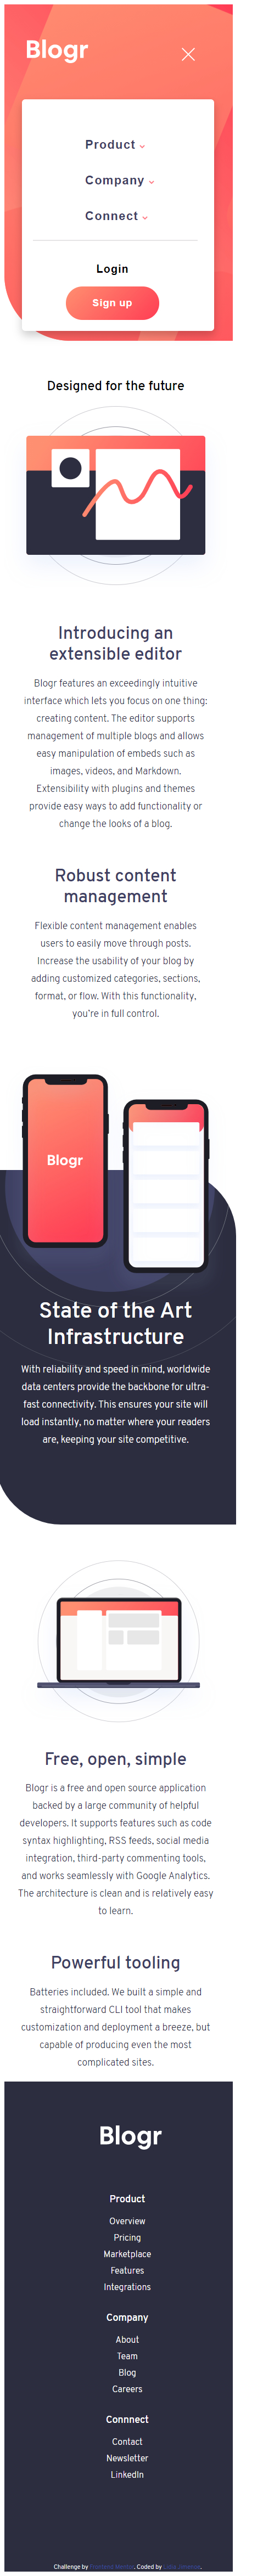 Blogr
Product
Company
Connect
Login
Sign up
Designed for the future
Introducing an
extensible editor
Blogr features an exceedingly intuitive
interface which lets you focus on one thing:
creating content. The editor supports
management of multiple blogs and allows
easy manipulation of embeds such as
images, videos, and Markdown.
Extensibility with plugins and themes
provide easy ways to add functionality or
change the looks of a blog.
Robust content
management
Flexible content management enables
users to easily move through posts.
Increase the usability of your blog by
adding customized categories, sections,
format, or flow. With this functionality,
you're in full control.
Blogr
State of the Art
Infrastructure
With reliability and speed in mind, worldwide
data centers provide the backbone for ultra-
fast connectivity. This ensures your site will
load instantly, no matter where your readers
are, keeping your site competitive.
Free, open, simple
Blogr is a free and open source application
backed by a large community of helpful
developers. It supports features such as code
syntax highlighting, RSS feeds, social media
integration, third-party commenting tools,
and works seamlessly with Google Analytics.
The architecture is clean and is relatively easy
to learn.
Powerful tooling
Batteries included. We built a simple and
straightforward CLI tool that makes
customization and deployment a breeze, but
capable of producing even the most
complicated sites.
Blogr
Product
Overview
Pricing
Marketplace
Features
Integrations
Company
About
Team
Blog
Careers
Connnect
Contact
Newsletter
LinkedIn
Challenge by Frontend Mentor. Coded by